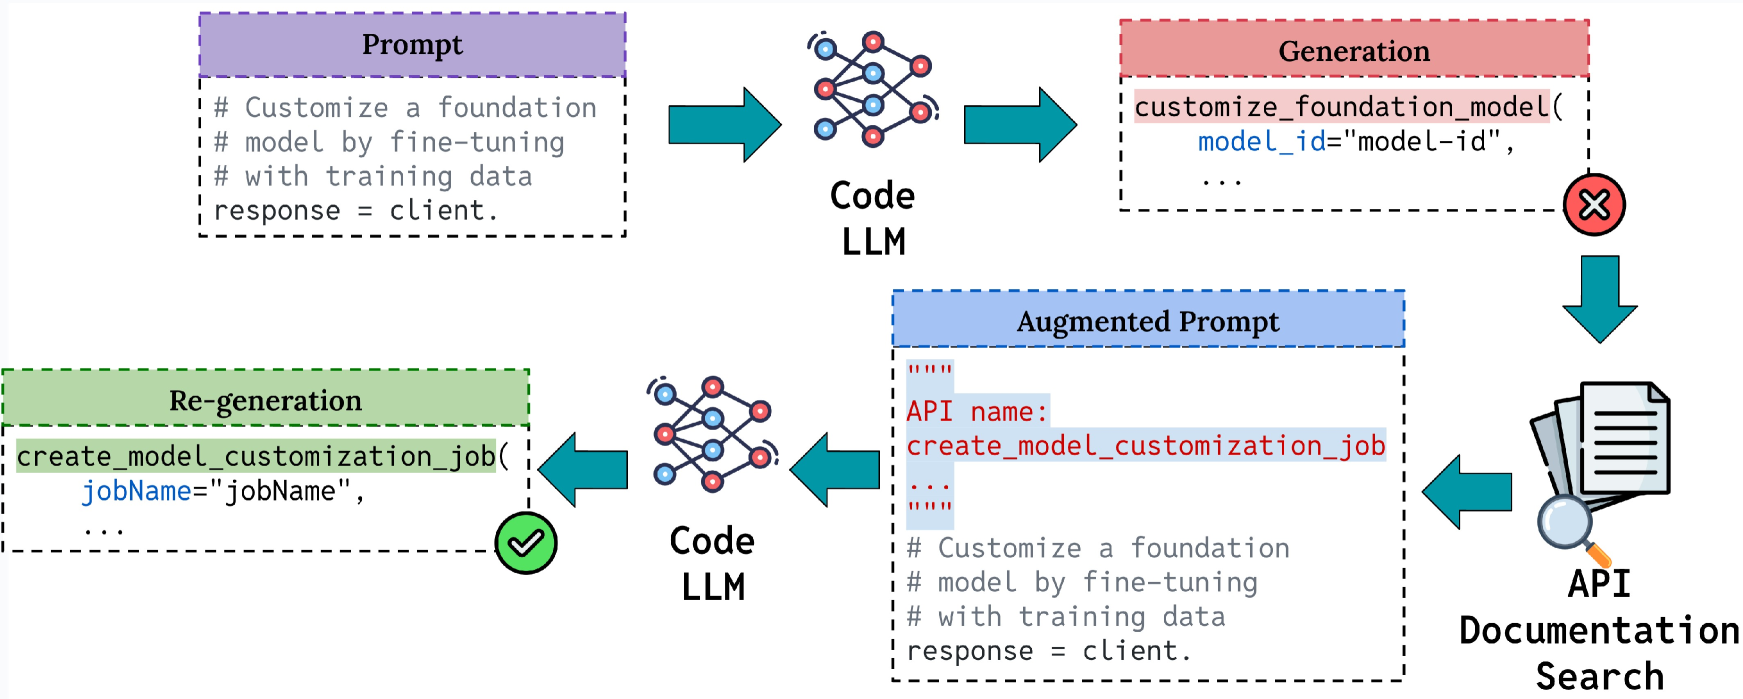 Prompt
# Customize a foundation
# model by fine-tuning
# with training data
response = client.
Code
LLM
Generation
customize_foundation_model(
model_id="model-id",
...
API
Documentation
Search
Augmented Prompt
"""
API name:
create_model_customization_job
...
"""
# Customize a foundation
# model by fine-tuning
# with training data
response = client.
Code
LLM
Re-generation
create_model_customization_job(
jobName="jobName",
...